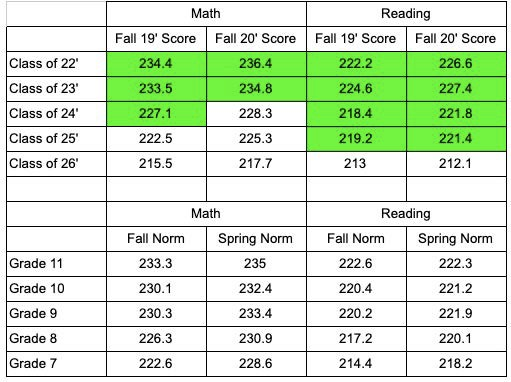 Math Reading
Fall 19' Score Fall 20' Score Fall 19' Score Fall 20' Score
Class of 22' 234.4 236.4 222.2 226.6
Class of 23' 233.5 234.8 224.6 227.4
Class of 24' 227.1 228.3 218.4 221.8
Class of 25' 222.5 225.3 219.2 221.4
Class of 26' 215.5 217.7 213 212.1
Math Reading
Fall Norm Spring Norm Fall Norm Spring Norm
Grade 11 233.3 235 222.6 222.3
Grade 10 230.1 232.4 220.4 221.2
Grade 9 230.3 233.4 220.2 221.9
Grade 8 226.3 230.9 217.2 220.1
Grade 7 222.6 228.6 214.4 218.2